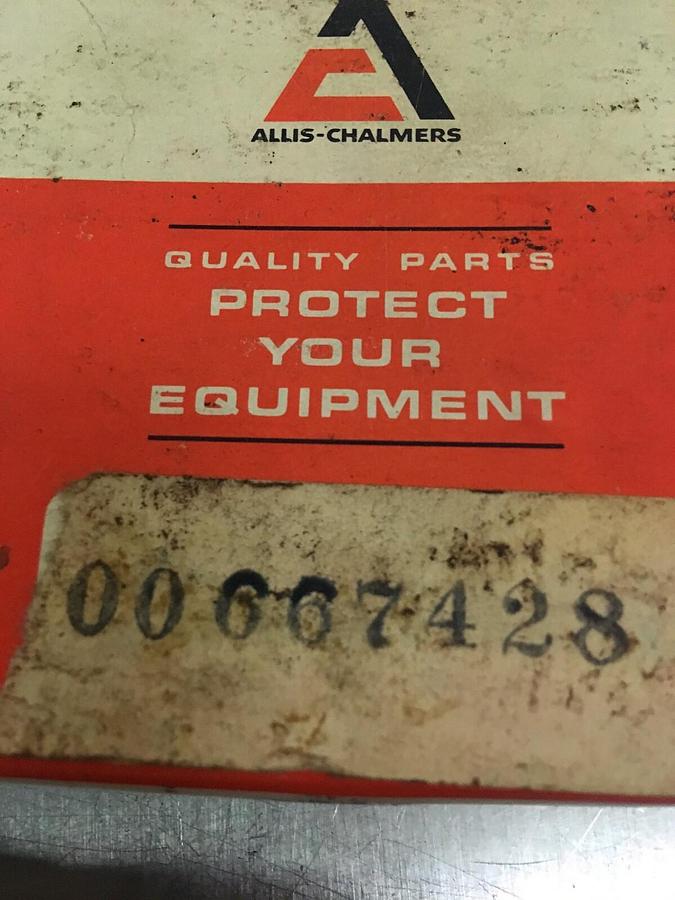 ALLIS-CHALMERS
QUALITY PARTS
PROTECT
YOUR
EQUIPMENT
00667428